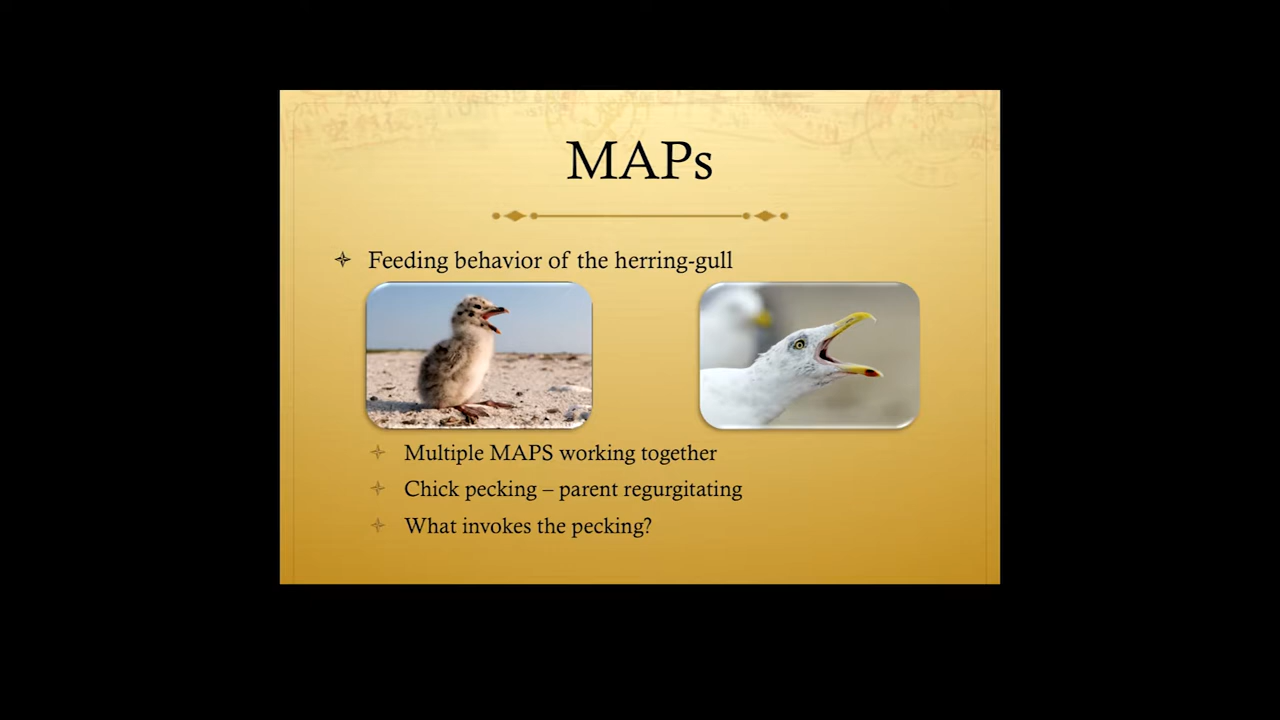 MAPs
Feeding behavior of the herring-gull
Multiple MAPS working together
Chick pecking – parent regurgitating
What invokes the pecking?